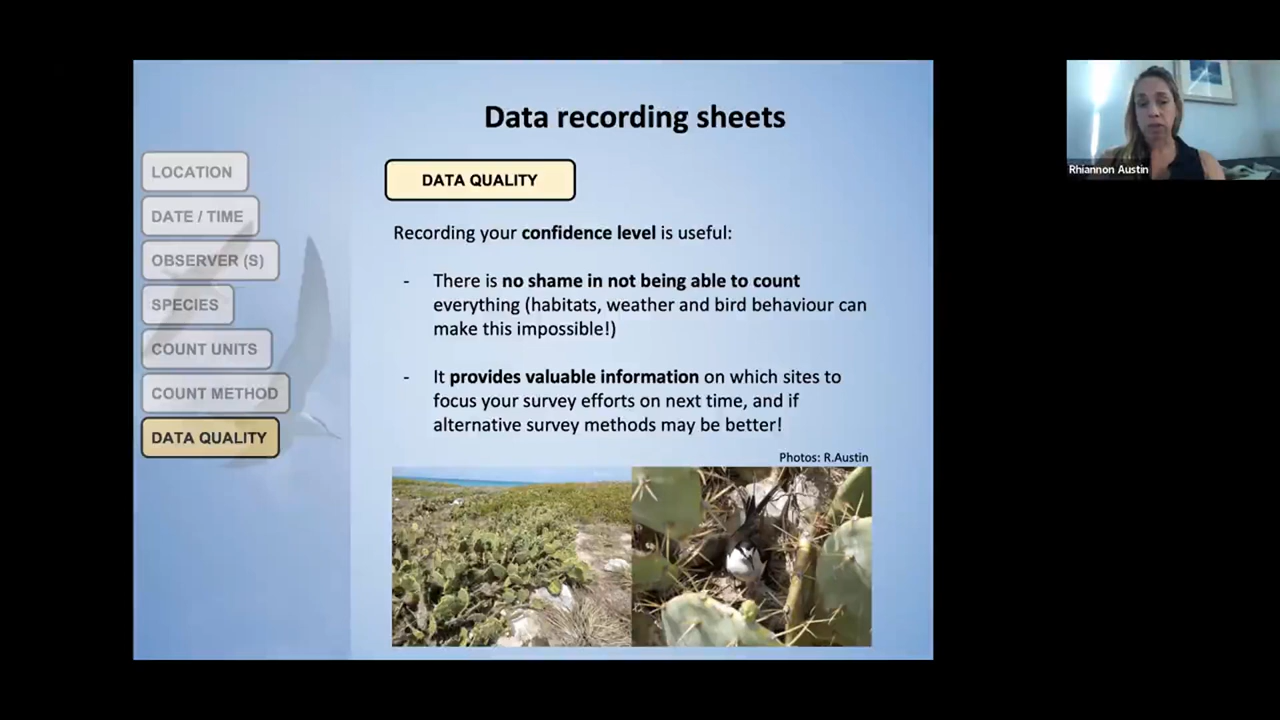 Data recording sheets
LOCATION
DATE / TIME
OBSERVER (S)
SPECIES
COUNT UNITS
COUNT METHOD
DATA QUALITY
DATA QUALITY
Recording your confidence level is useful:
- There is no shame in not being able to count
everything (habitats, weather and bird behaviour can
make this impossible!)
- It provides valuable information on which sites to
focus your survey efforts on next time, and if
alternative survey methods may be better!
Photos: R.Austin
Rhiannon Austin